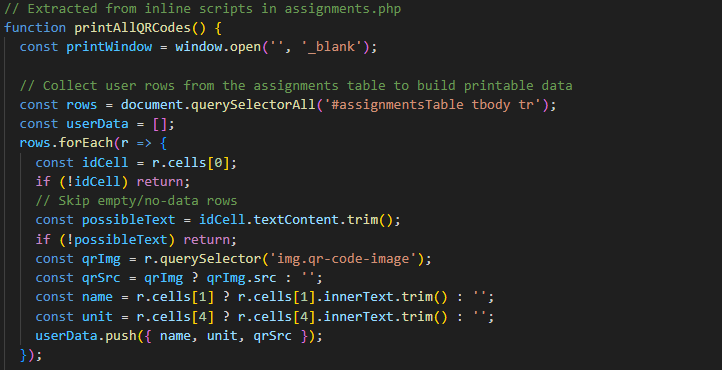 // Extracted from inline scripts in assignments.php
function printAllQRCodes() {
  const printWindow = window.open('', '_blank');

  // Collect user rows from the assignments table to build printable data
  const rows = document.querySelectorAll('#assignmentsTable tbody tr');
  const userData = [];
  rows.forEach(r => {
    const idCell = r.cells[0];
    if (!idCell) return;
    // Skip empty/no-data rows
    const possibleText = idCell.textContent.trim();
    if (!possibleText) return;
    const qrImg = r.querySelector('img.qr-code-image');
    const qrSrc = qrImg ? qrImg.src : '';
    const name = r.cells[1] ? r.cells[1].innerText.trim() : '';
    const unit = r.cells[4] ? r.cells[4].innerText.trim() : '';
    userData.push({ name, unit, qrSrc });
  });